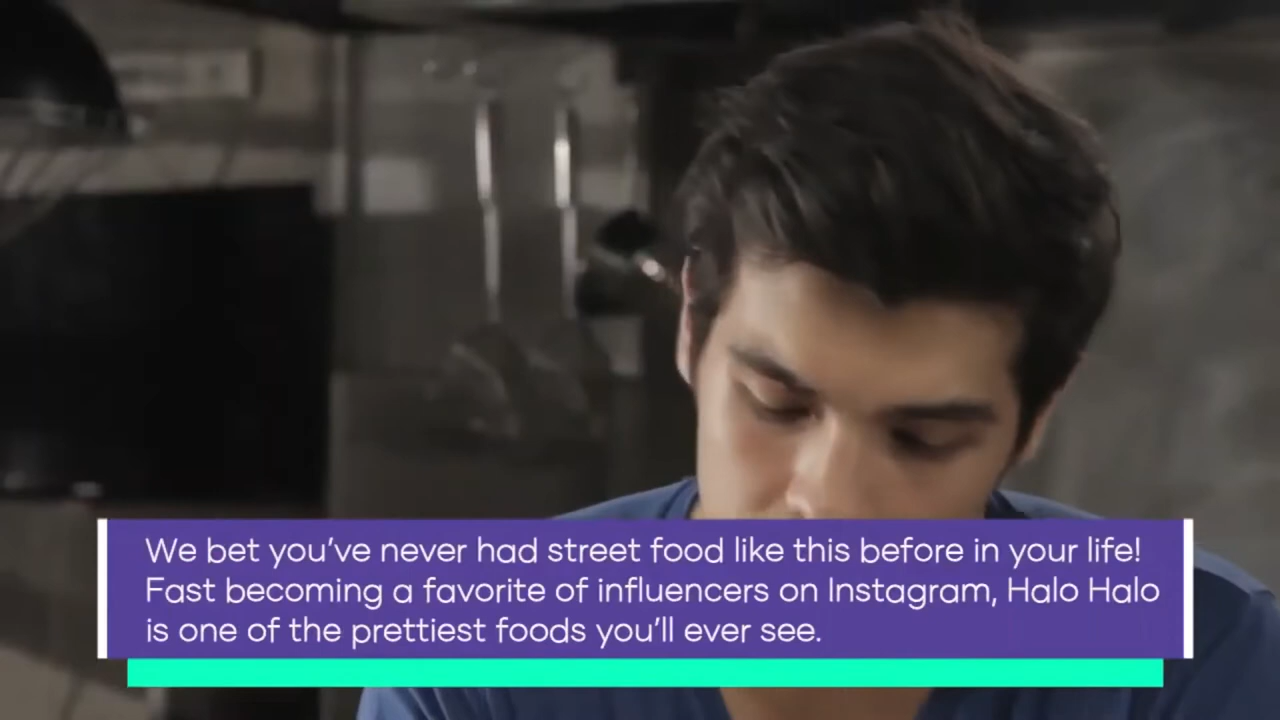 We bet you've never had street food like this before in your life!
Fast becoming a favorite of influencers on Instagram, Halo Halo
is one of the prettiest foods you'll ever see.